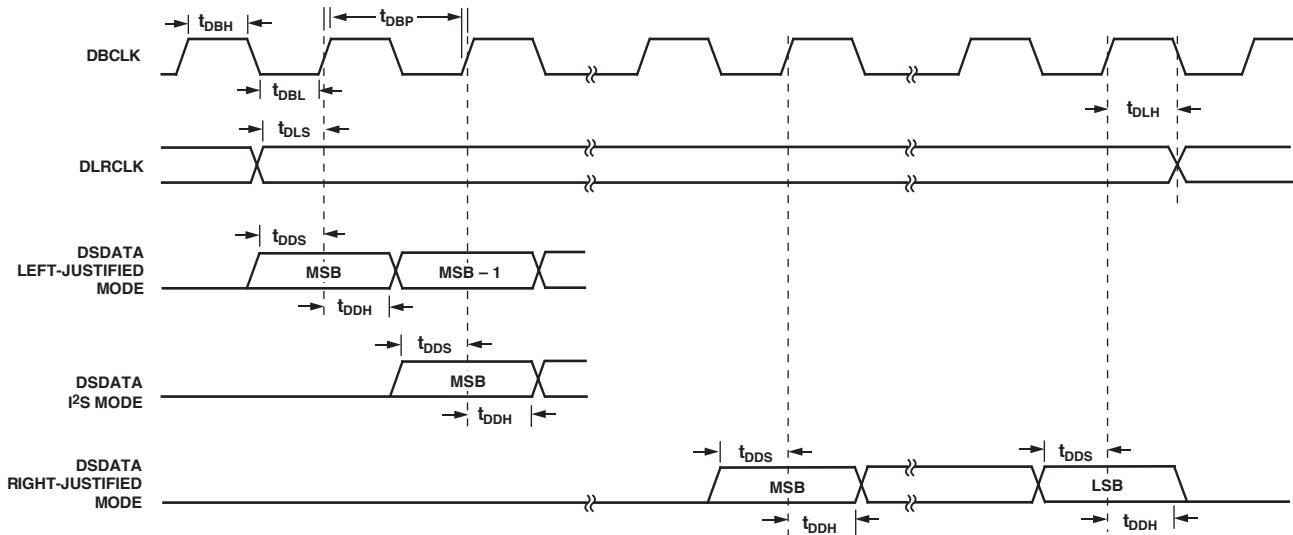 tDBH
tDBP
DBCLK
tDBL
tDLH
tDLS
DLRCLK
tDDS
DSDATA
LEFT-JUSTIFIED
MODE
MSB
MSB – 1
tDDH
tDDS
DSDATA
I²S MODE
MSB
tDDH
DSDATA
RIGHT-JUSTIFIED
MODE
tDDS
tDDS
MSB
LSB
tDDH
tDDH